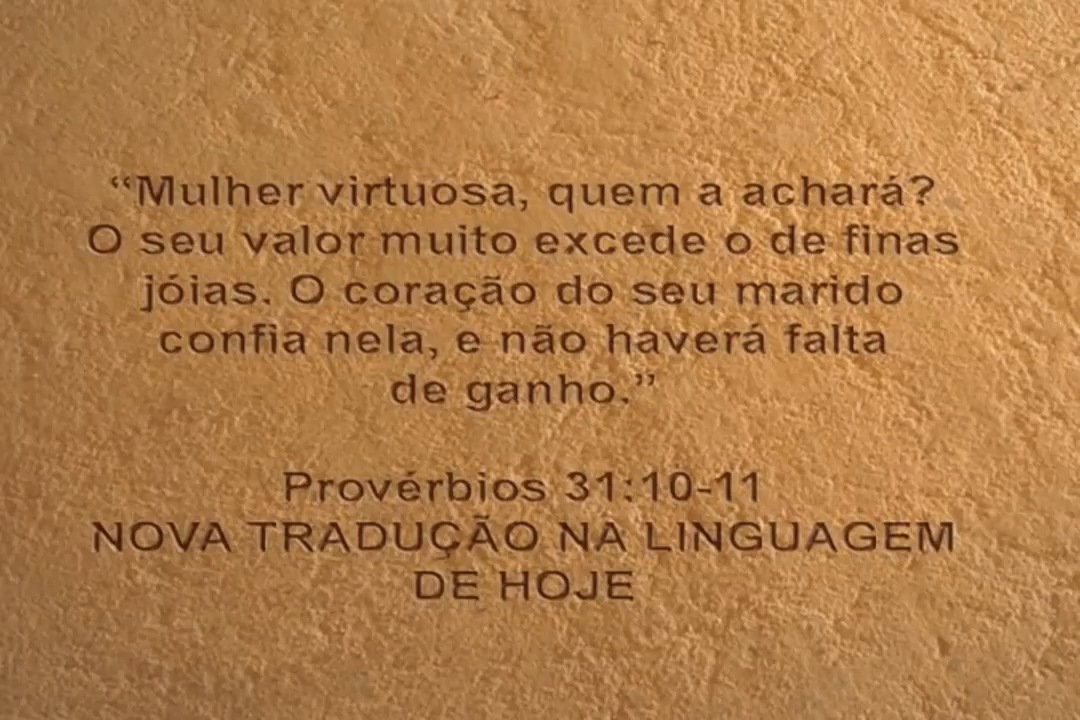 “Mulher virtuosa, quem a achará?
O seu valor muito excede o de finas
jóias. O coração do seu marido
confia nela, e não haverá falta
de ganho.”
Provérbios 31:10-11
NOVA TRADUÇÃO NA LINGUAGEM
DE HOJE